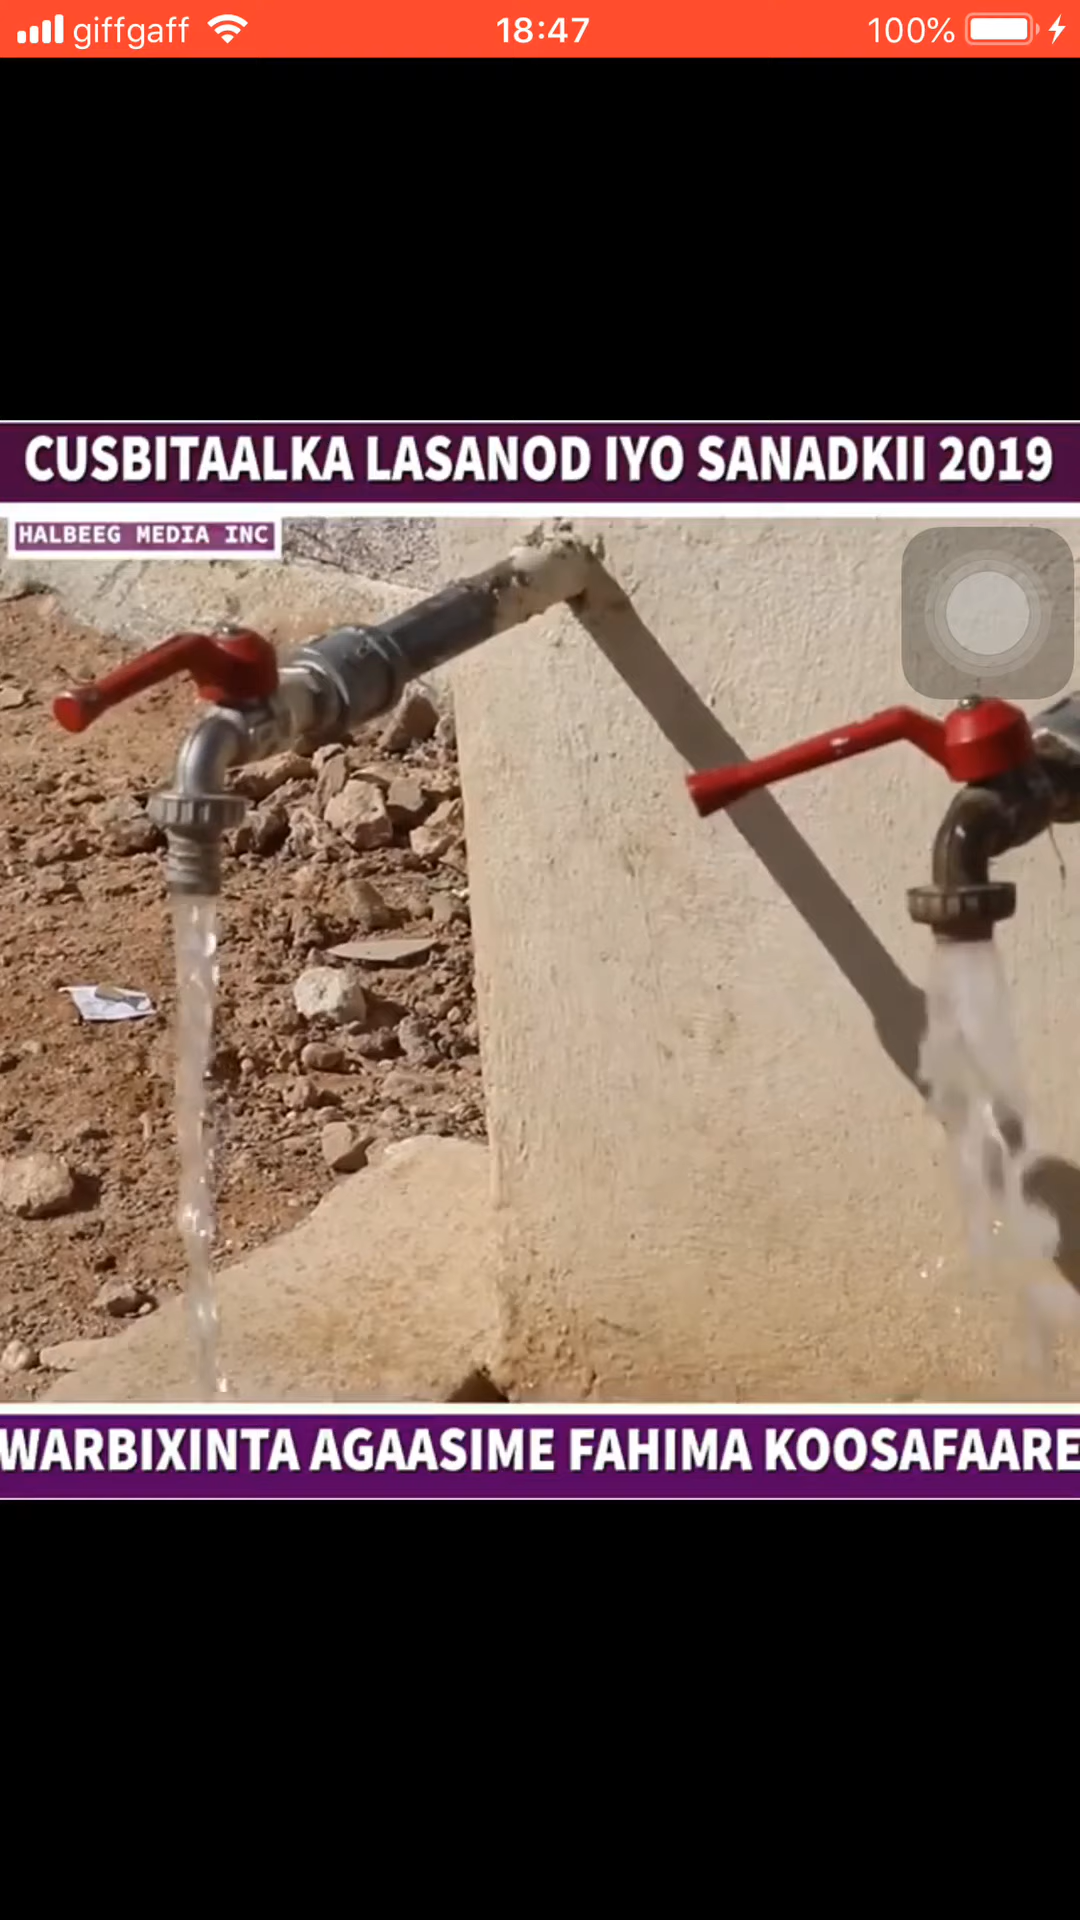 giffgaff 18:47 100%
CUSBITAALKA LASANOD IYO SANADKII 2019
HALBEEG MEDIA INC
WARBIXINTA AGAASIME FAHIMA KOOSAFAARE